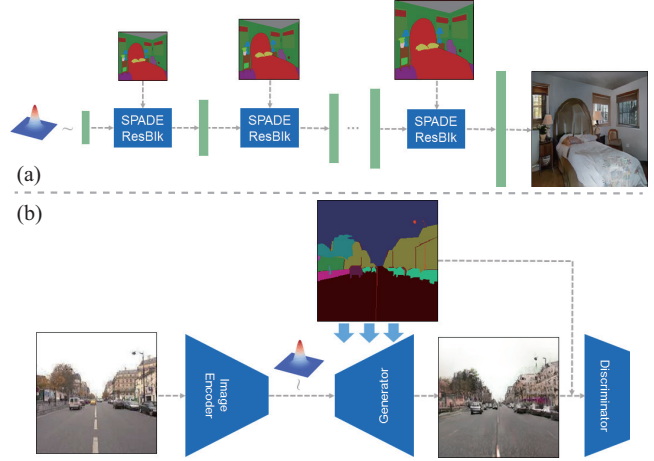 SPADE
ResBlk
SPADE
ResBlk
...
SPADE
ResBlk
(a)
(b)
Image
Encoder
Generator
Discriminator